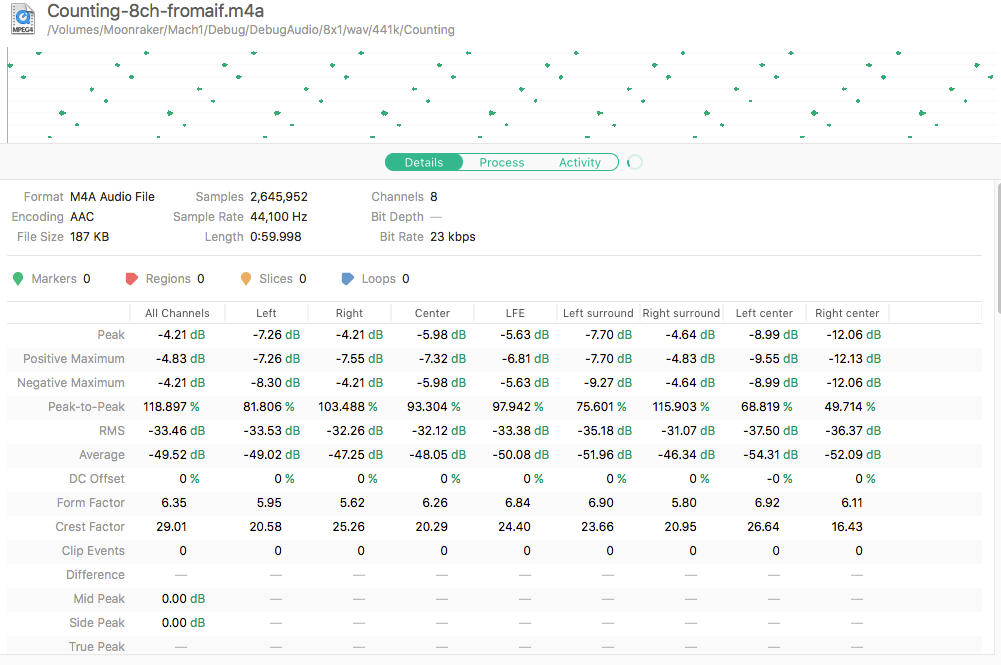 Counting-8ch-fromaif.m4a
MPEG4
/Volumes/Moonraker/Mach1/Debug/DebugAudio/8x1/wav/441k/Counting
Details Process Activity
Format M4A Audio File Samples 2,645,952 Channels 8
Encoding AAC Sample Rate 44,100 Hz Bit Depth —
File Size 187 KB Length 0:59.998 Bit Rate 23 kbps
Markers 0 Regions 0 Slices 0 Loops 0
All Channels Left Right Center LFE Left surround Right surround Left center Right center
Peak -4.21 dB -7.26 dB -4.21 dB -5.98 dB -5.63 dB -7.70 dB -4.64 dB -8.99 dB -12.06 dB
Positive Maximum -4.83 dB -7.26 dB -7.55 dB -7.32 dB -6.81 dB -7.70 dB -4.83 dB -9.55 dB -12.13 dB
Negative Maximum -4.21 dB -8.30 dB -4.21 dB -5.98 dB -5.63 dB -9.27 dB -4.64 dB -8.99 dB -12.06 dB
Peak-to-Peak 118.897 % 81.806 % 103.488 % 93.304 % 97.942 % 75.601 % 115.903 % 68.819 % 49.714 %
RMS -33.46 dB -33.53 dB -32.26 dB -32.12 dB -33.38 dB -35.18 dB -31.07 dB -37.50 dB -36.37 dB
Average -49.52 dB -49.02 dB -47.25 dB -48.05 dB -50.08 dB -51.96 dB -46.34 dB -54.31 dB -52.09 dB
DC Offset 0 % 0 % 0 % 0 % 0 % 0 % 0 % -0 % 0 %
Form Factor 6.35 5.95 5.62 6.26 6.84 6.90 5.80 6.92 6.11
Crest Factor 29.01 20.58 25.26 20.29 24.40 23.66 20.95 26.64 16.43
Clip Events 0 0 0 0 0 0 0 0 0
Difference — — — — — — — — —
Mid Peak 0.00 dB — — — — — — — —
Side Peak 0.00 dB — — — — — — — —
True Peak — — — — — — — — —